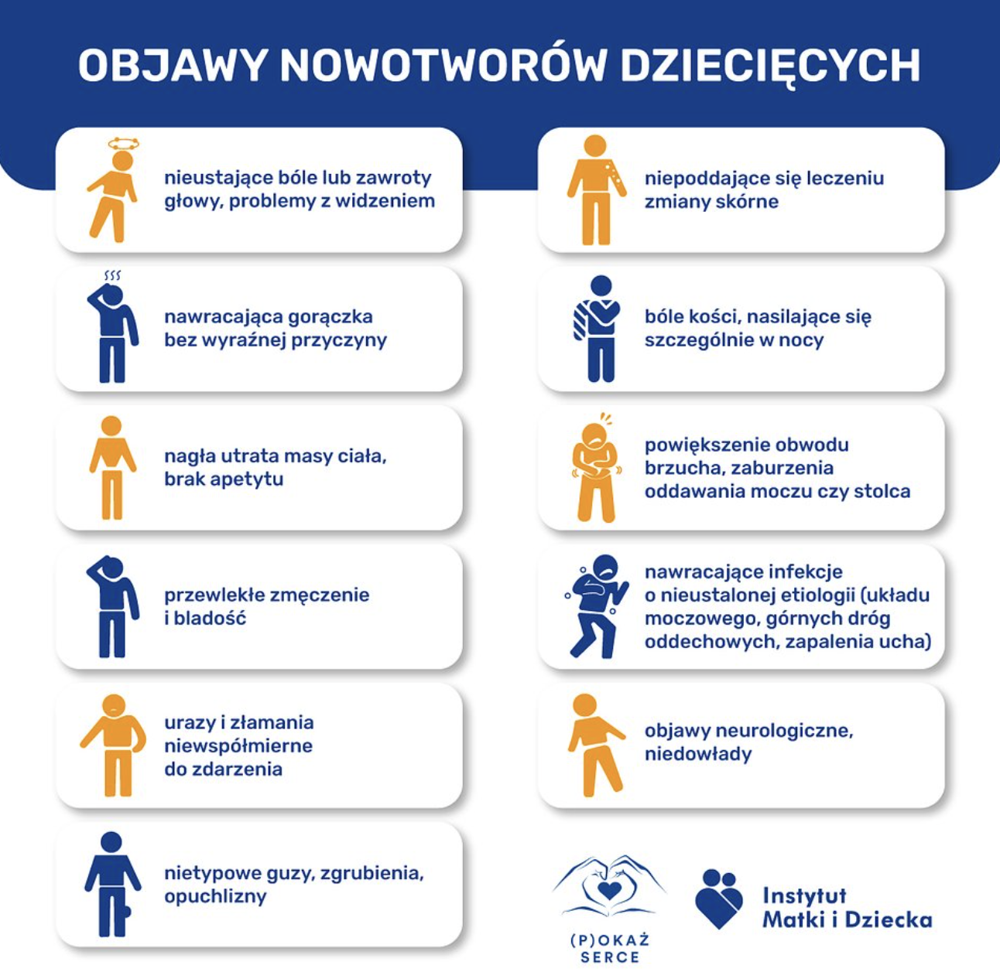 OBJAWY NOWOTWORÓW DZIECIĘCYCH
nieustające bóle lub zawroty
głowy, problemy z widzeniem
nawracająca gorączka
bez wyraźnej przyczyny
nagła utrata masy ciała,
brak apetytu
przewlekłe zmęczenie
i bladość
urazy i złamania
niewspółmierne
do zdarzenia
nietypowe guzy, zgrubienia,
opuchlizny
niepoddające się leczeniu
zmiany skórne
bóle kości, nasilające się
szczególnie w nocy
powiększenie obwodu
brzucha, zaburzenia
oddawania moczu czy stolca
nawracające infekcje
o nieustalonej etiologii (układu
moczowego, górnych dróg
oddechowych, zapalenia ucha)
objawy neurologiczne,
niedowłady
(P)OKAŻ
SERCE
Instytut
Matki i Dziecka